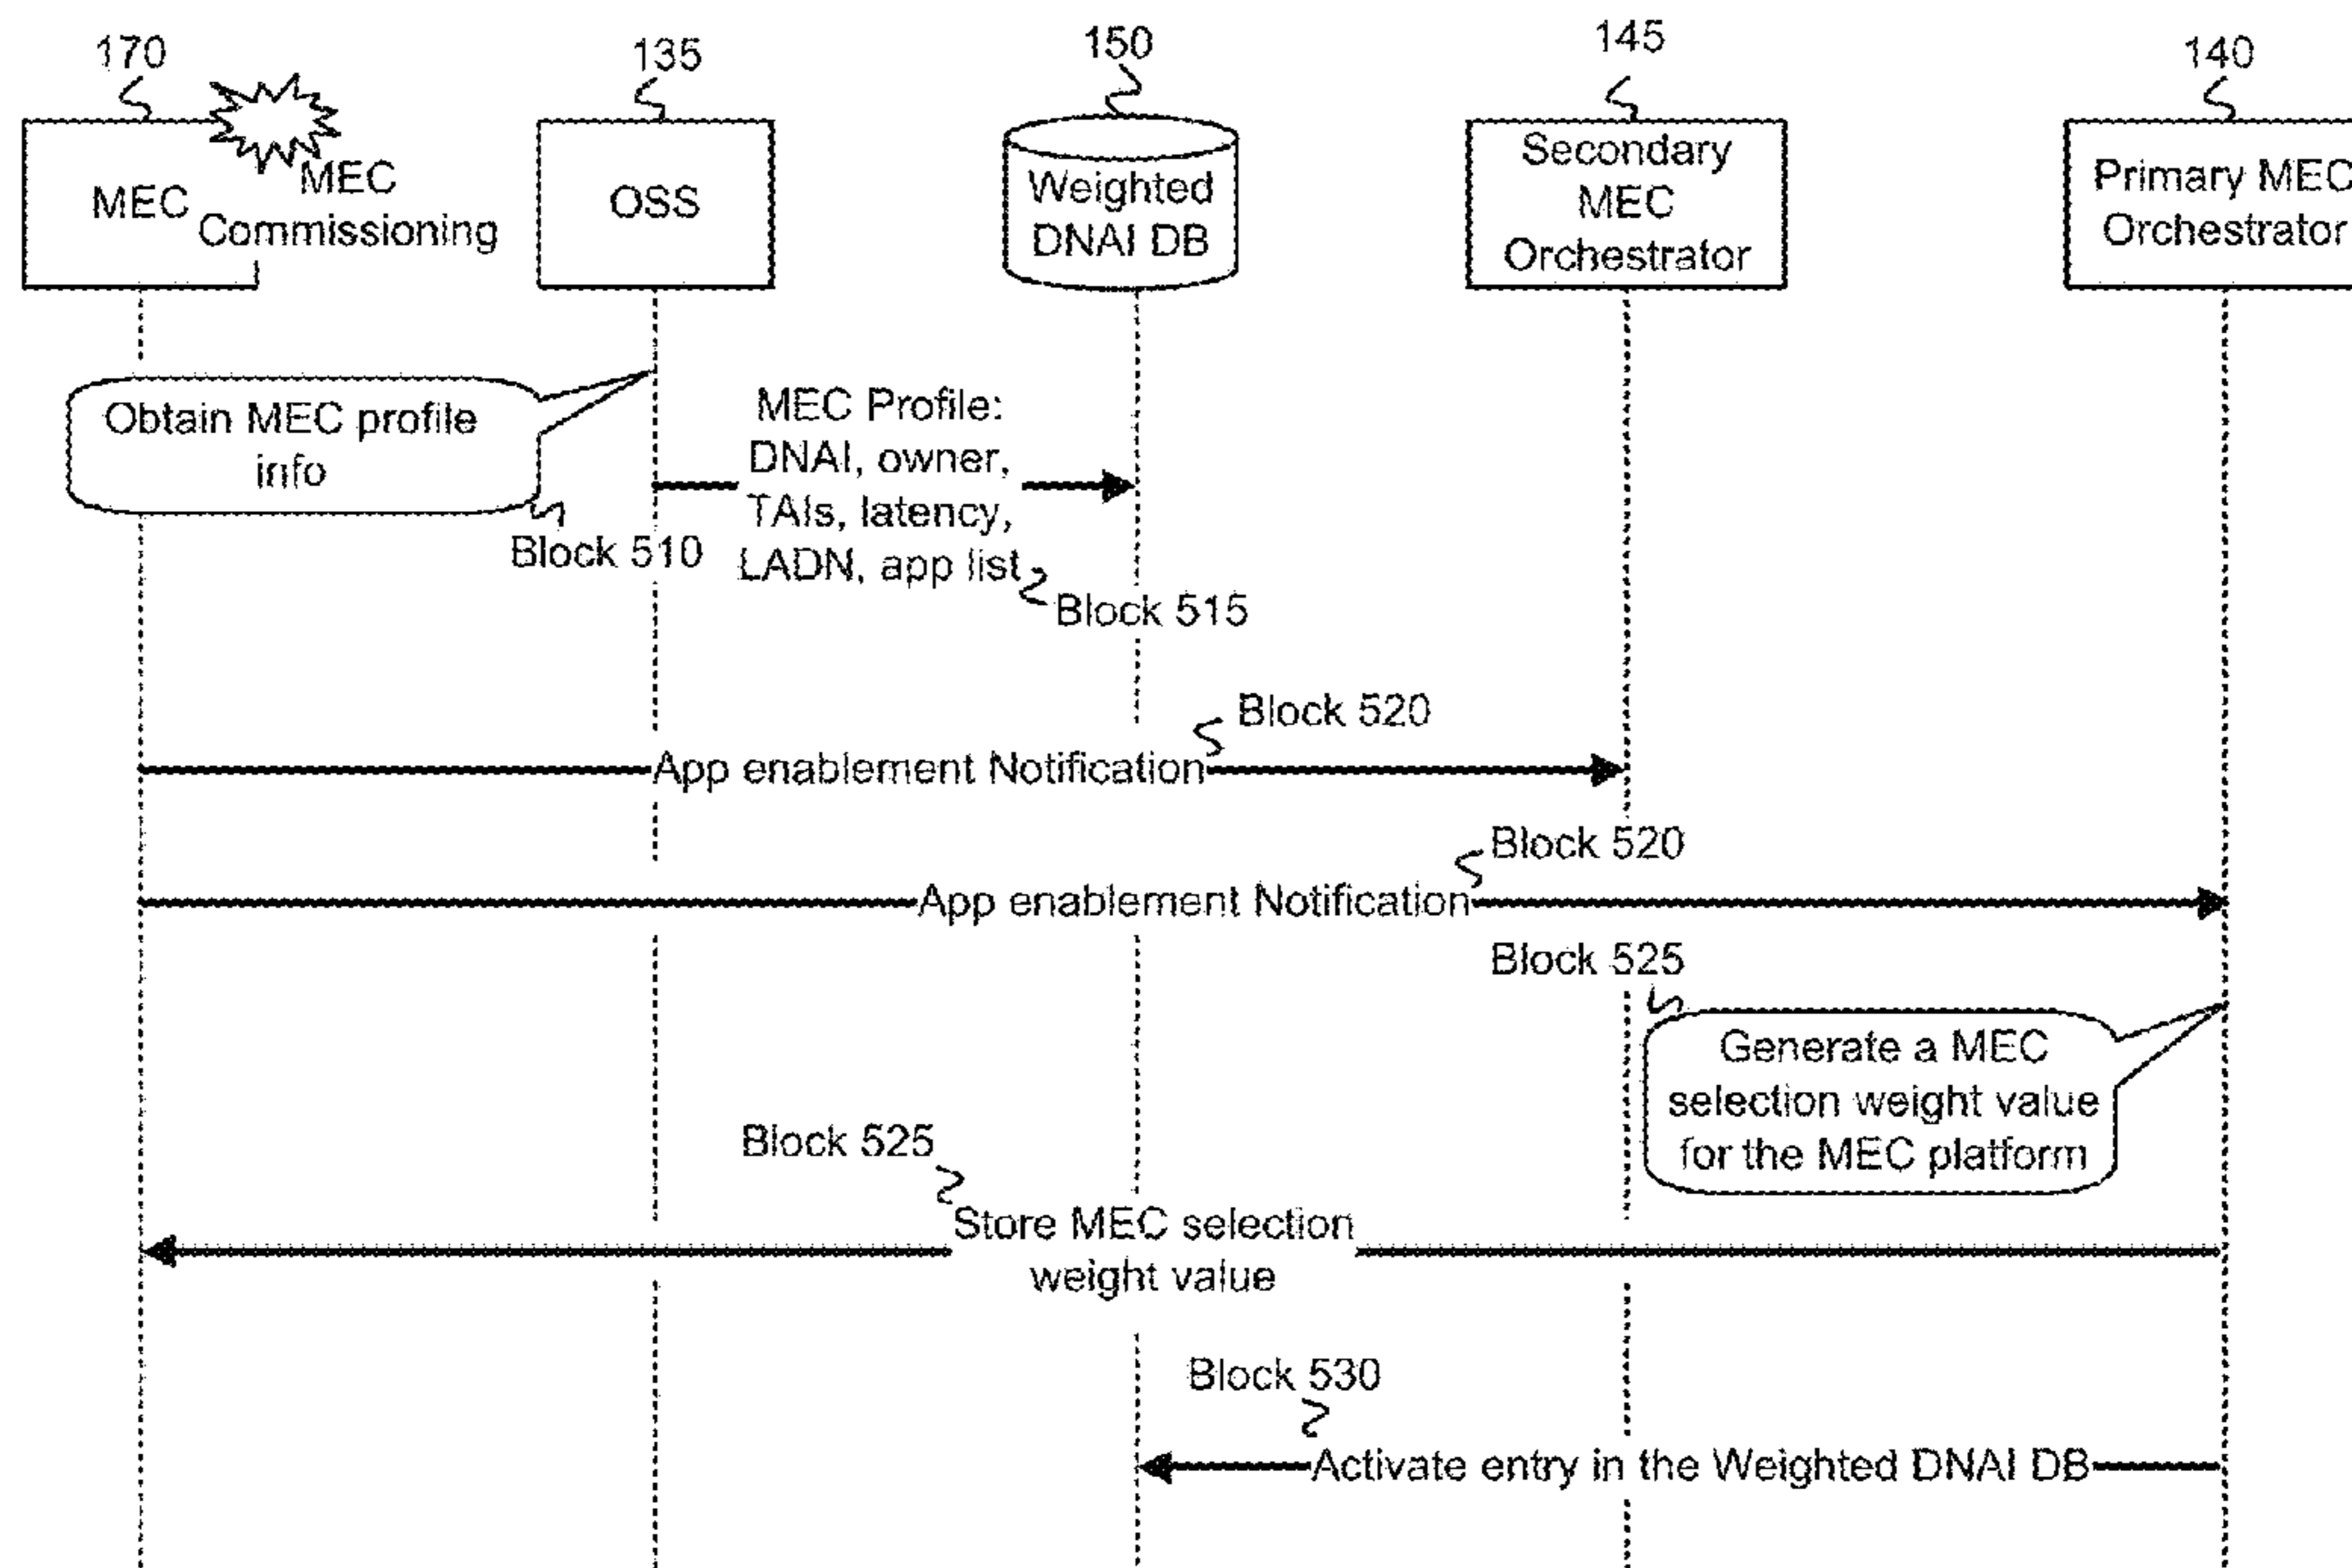 170
135
150
145
140
MEC
MEC
Commissioning
OSS
Weighted
DNAI DB
Secondary
MEC
Orchestrator
Primary MEC
Orchestrator
Obtain MEC profile
info
Block 510
MEC Profile:
DNAI, owner,
TAIs, latency,
LADN, app list
Block 515
Block 520
App enablement Notification
Block 520
App enablement Notification
Block 525
Generate a MEC
selection weight value
for the MEC platform
Block 525
Store MEC selection
weight value
Block 530
Activate entry in the Weighted DNAI DB